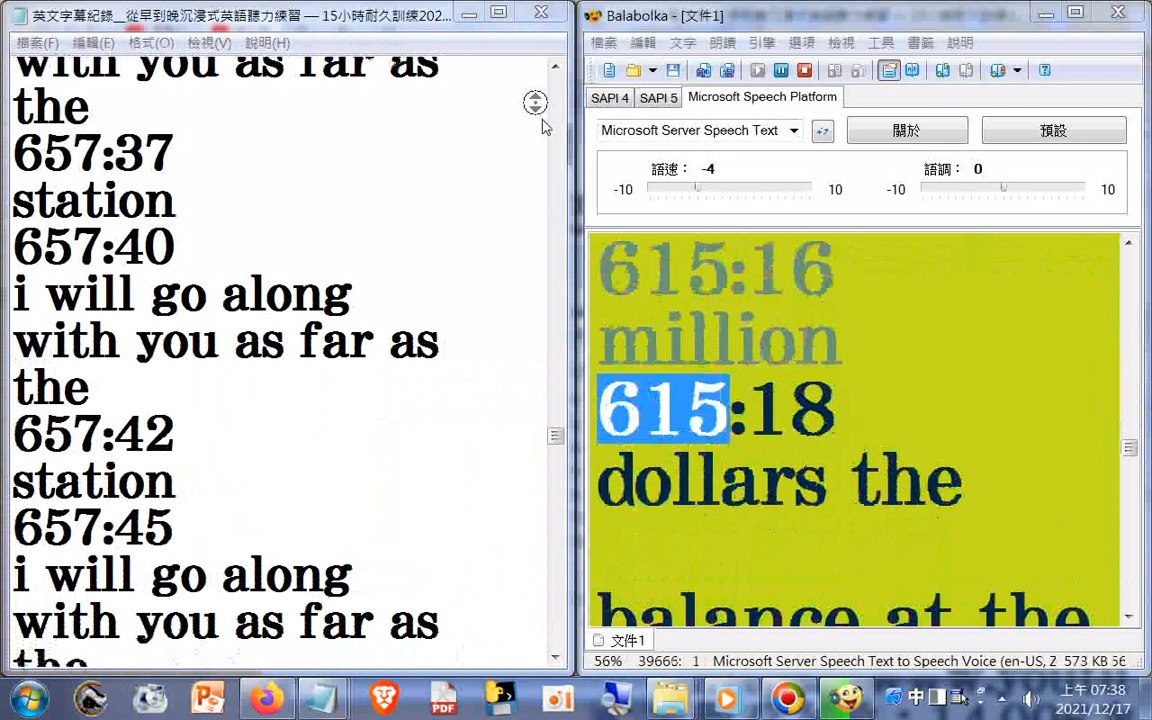 英文字幕紀錄__從早到晚沉浸式英語聽力練習 — 15小時耐久訓練202...
檔案(F) 編輯(E) 格式(O) 檢視(V) 說明(H)
with you as far as
the
657:37
station
657:40
i will go along
with you as far as
the
657:42
station
657:45
i will go along
with you as far as
the
Balabolka - [文件1]
檔案 編輯 文字 朗讀 引擎 選項 檢視 工具 書籤 說明
SAPI 4 SAPI 5 Microsoft Speech Platform
Microsoft Server Speech Text
關於
預設
語速： -4
語調： 0
-10 10 -10 10
615:16
million
615:18
dollars the
balance at the
文件1
56% 39666: 1 Microsoft Server Speech Text to Speech Voice (en-US, Z 573 KB 56
PDF
中
上午 07:38
2021/12/17